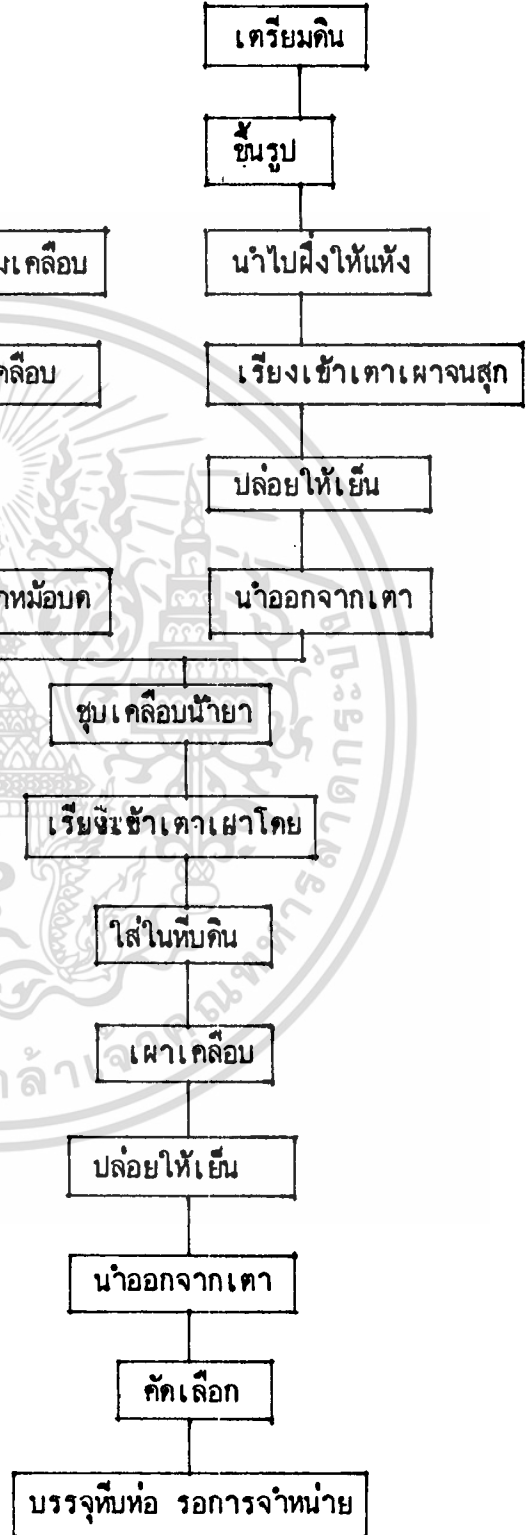 เตรียมดิน
ขึ้นรูป
นำไปผึ่งให้แห้ง
เรียงเข้าเตาเผาจนสุก
ปล่อยให้เย็น
นำออกจากเตา
มเคลือบ
คลือบ
กหม้อบด
ชุบเคลือบน้ำยา
เรียงเข้าเตาเผาโดย
ใส่ในหีบดิน
เผาเคลือบ
ปล่อยให้เย็น
นำออกจากเตา
คัดเลือก
บรรจุหีบห่อ รอการจำหน่าย